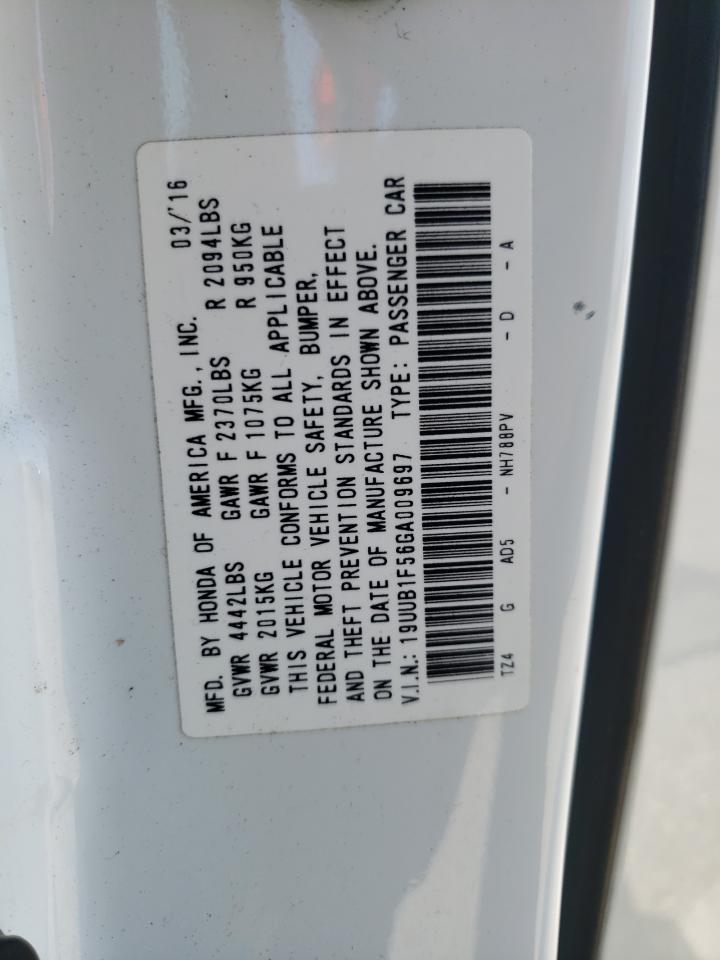 MFD. BY HONDA OF AMERICA MFG., INC. 03/'16
GVWR 4442LBS GAWR F 2370LBS R 2094LBS
GVWR 2015KG GAWR F 1075KG R 950KG
THIS VEHICLE CONFORMS TO ALL APPLICABLE
FEDERAL MOTOR VEHICLE SAFETY, BUMPER,
AND THEFT PREVENTION STANDARDS IN EFFECT
ON THE DATE OF MANUFACTURE SHOWN ABOVE.
V.I.N.: 19UUB1F56GA009697 TYPE: PASSENGER CAR
TZ4 G AD5 - NH788PV - D - A